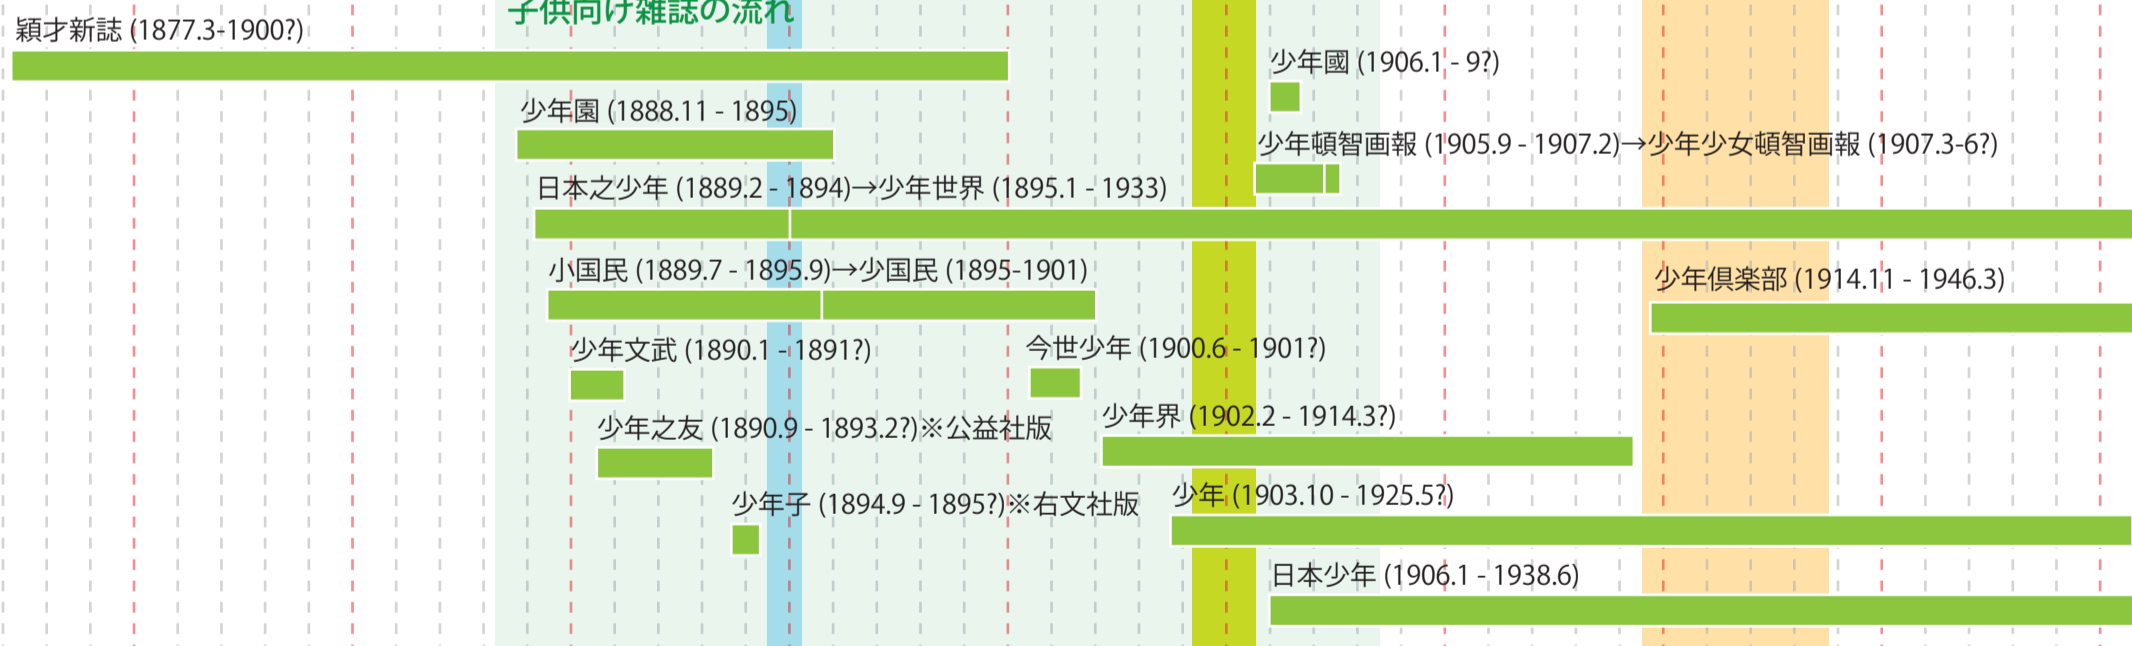 子供向け雑誌の流れ
穎才新誌 (1877.3-1900?)
少年國 (1906.1 - 9?)
少年園 (1888.11 - 1895)
少年頓智画報 (1905.9 - 1907.2)→少年少女頓智画報 (1907.3-6?)
日本之少年 (1889.2 - 1894)→少年世界 (1895.1 - 1933)
小国民 (1889.7 - 1895.9)→少国民 (1895-1901)
少年倶楽部 (1914.11 - 1946.3)
少年文武 (1890.1 - 1891?)
今世少年 (1900.6 - 1901?)
少年之友 (1890.9 - 1893.2?)※公益社版
少年界 (1902.2 - 1914.3?)
少年子 (1894.9 - 1895?)※右文社版
少年 (1903.10 - 1925.5?)
日本少年 (1906.1 - 1938.6)